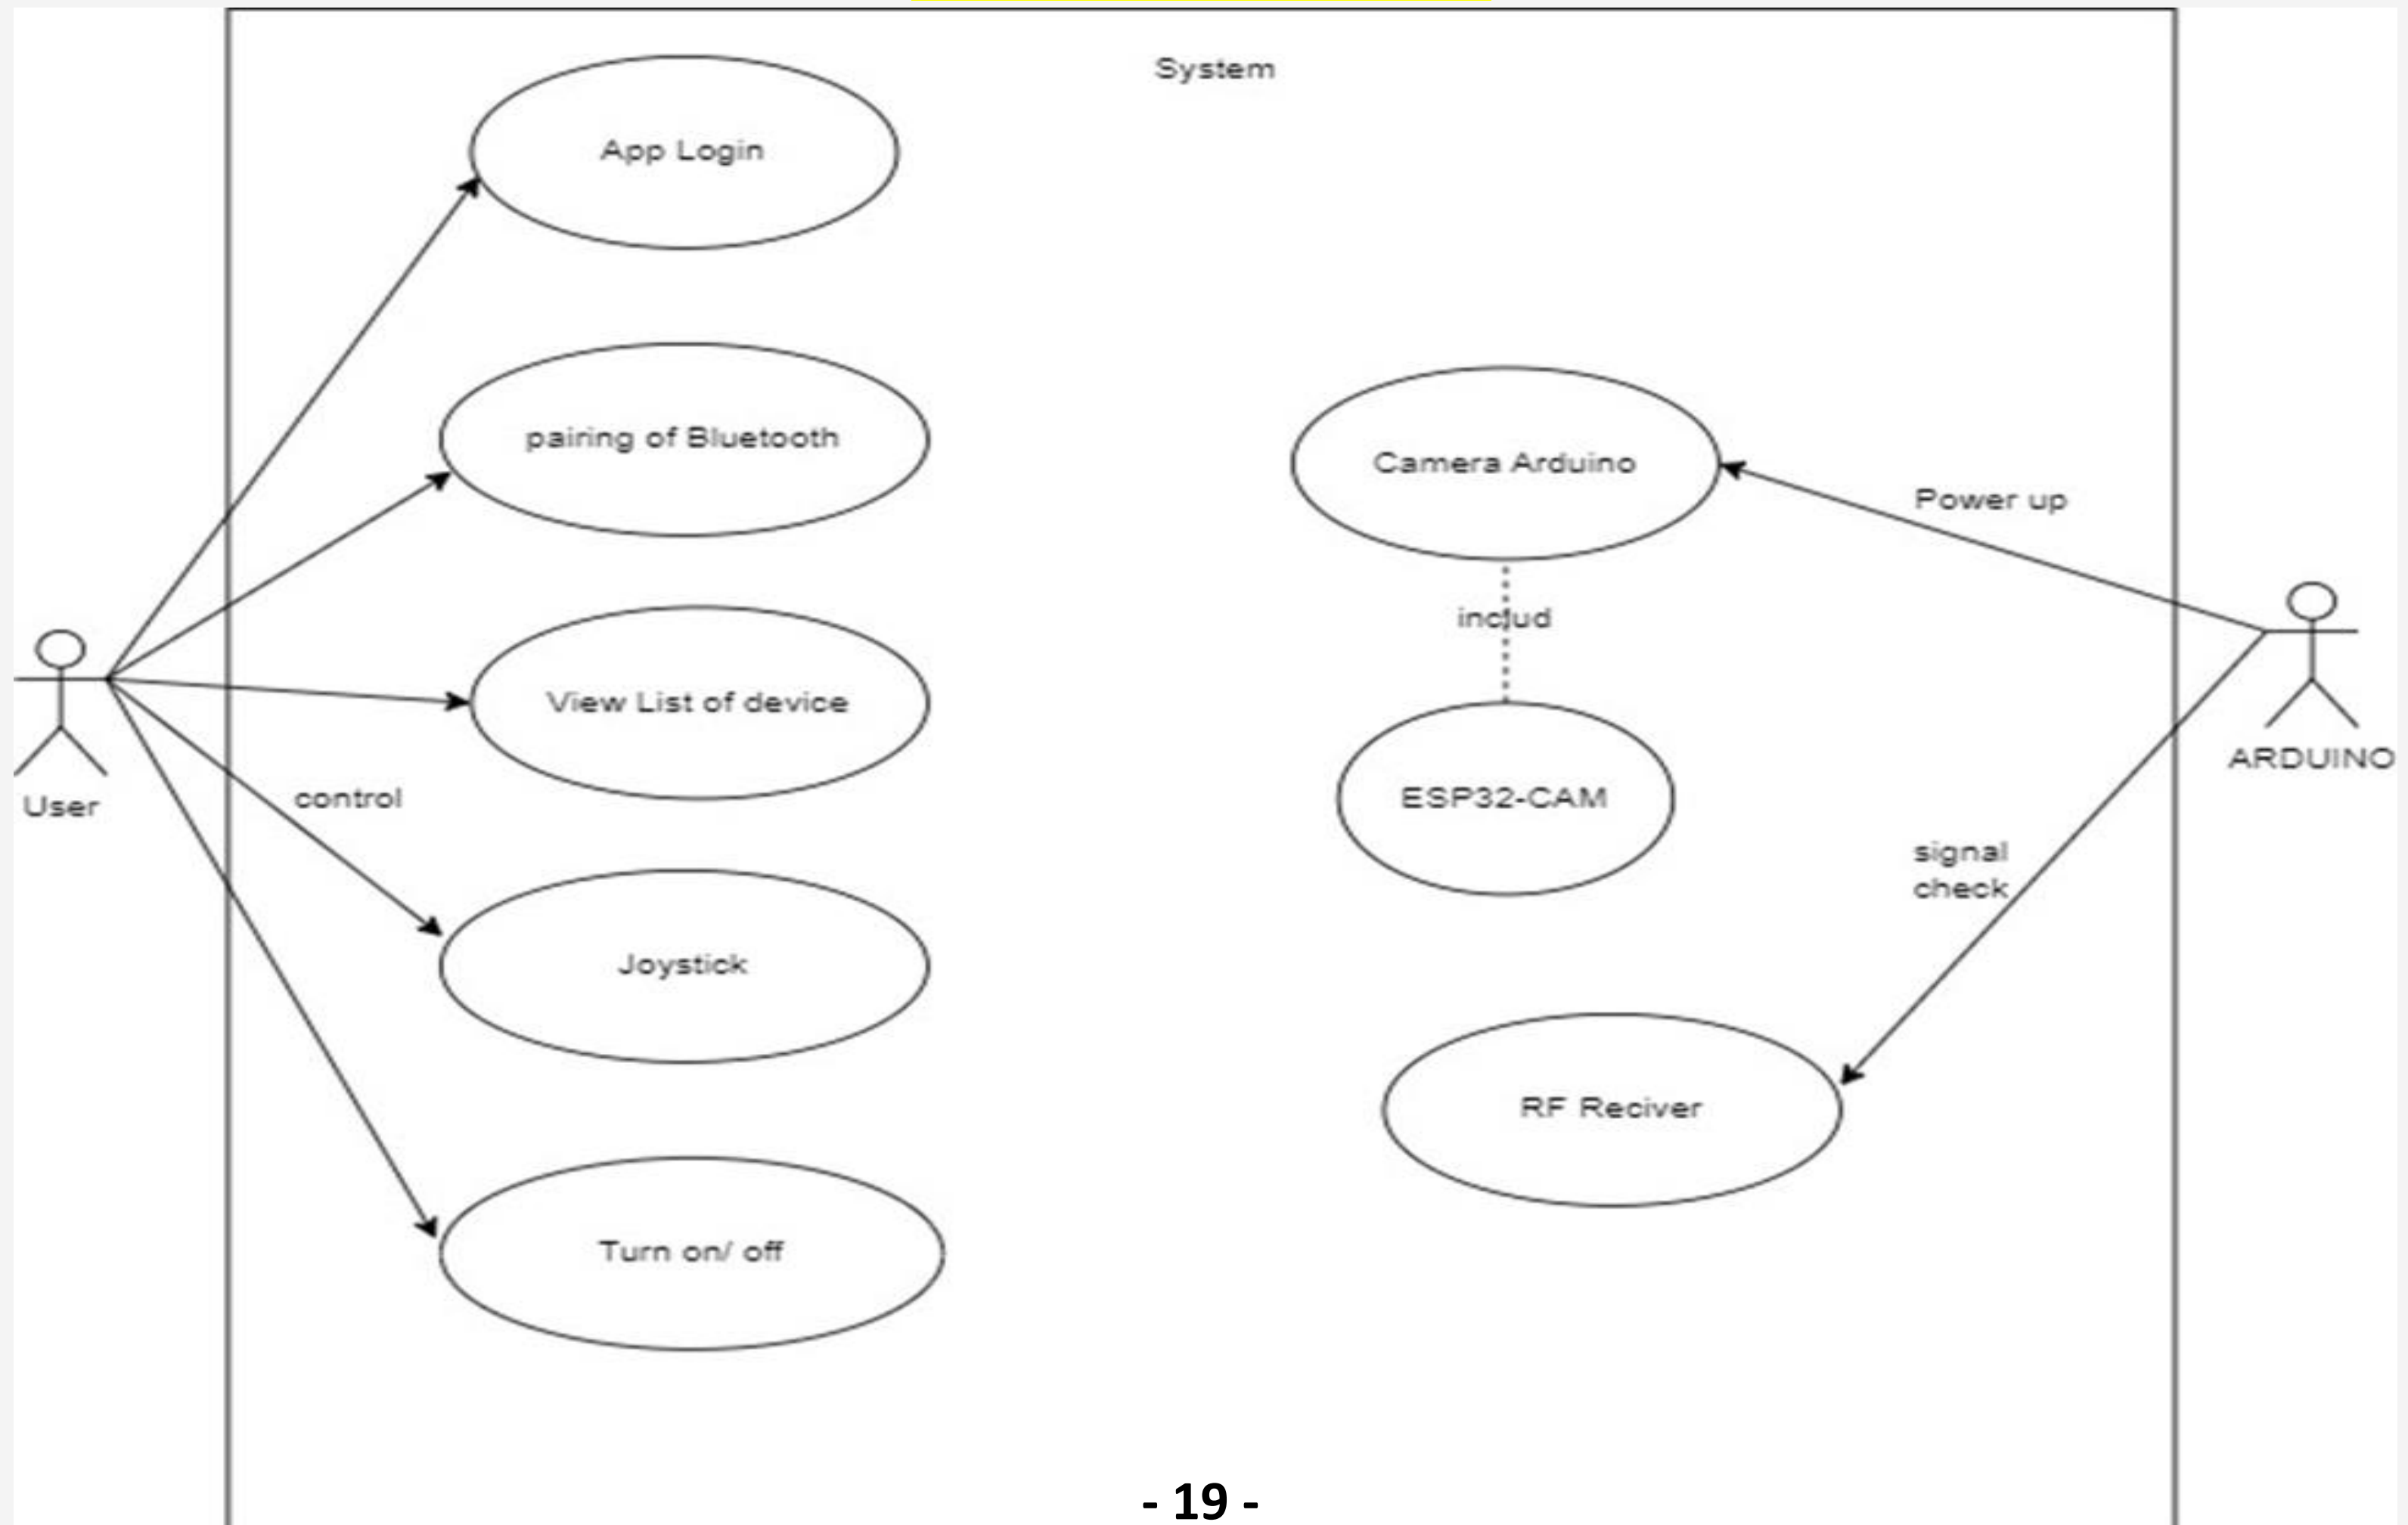 System
App Login
pairing of Bluetooth
Camera Arduino
Power up
includ
View List of device
ARDUINO
control
User
ESP32-CAM
signal
check
Joystick
RF Reciver
Turn on/ off
- 19 -